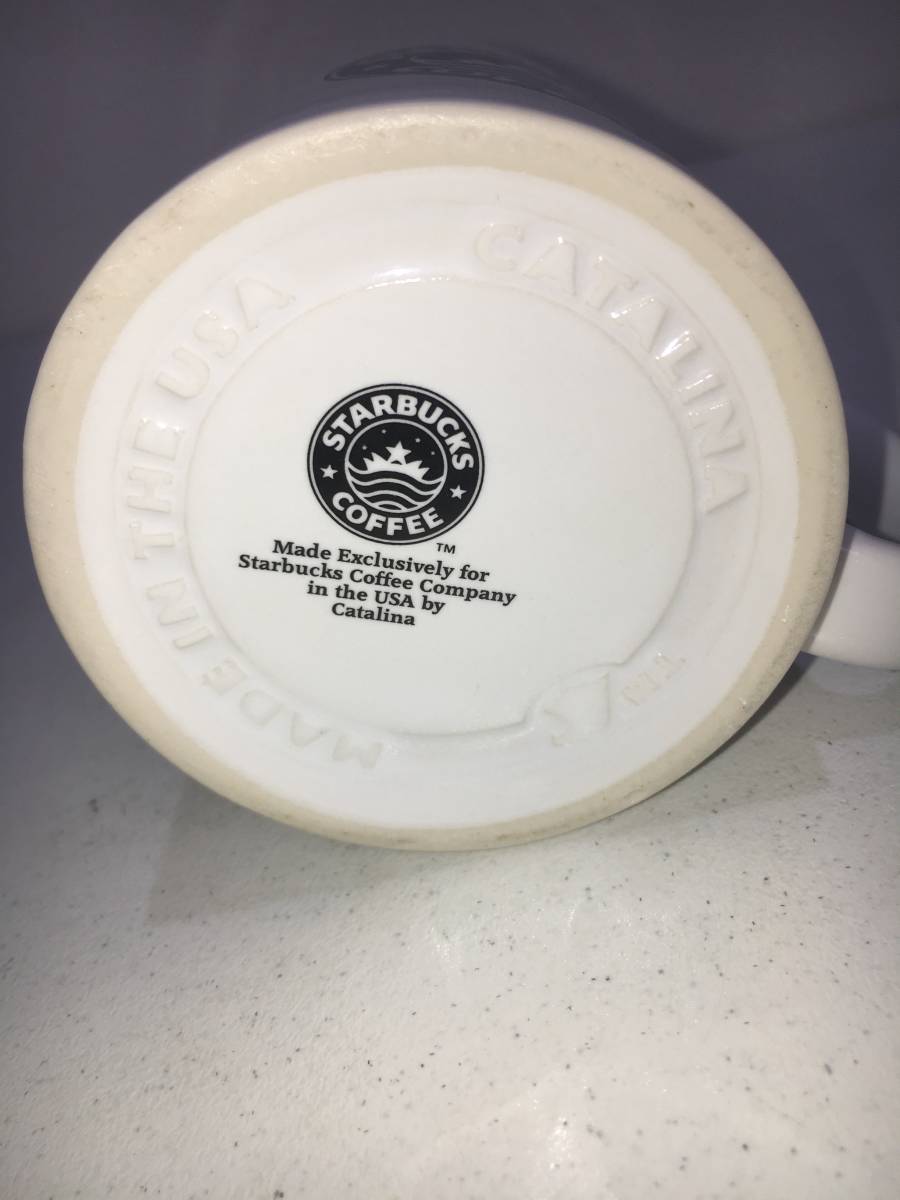 CATALINA
MADE IN THE USA
STARBUCKS
COFFEE
TM
Made Exclusively for
Starbucks Coffee Company
in the USA by
Catalina
TM